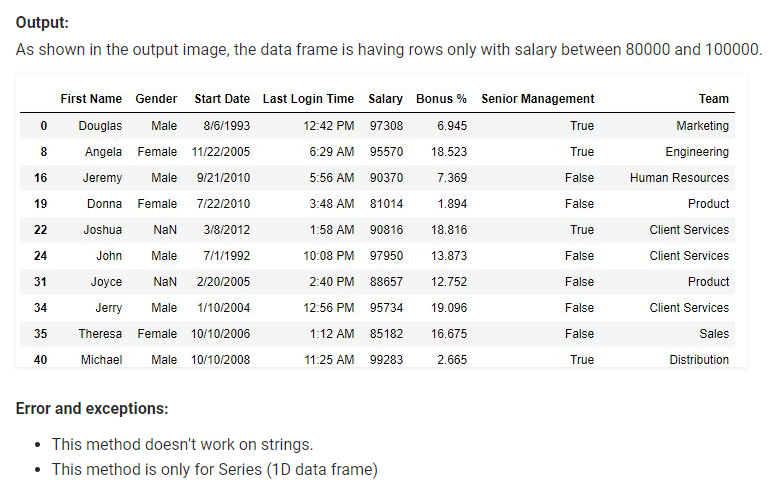 Output:
As shown in the output image, the data frame is having rows only with salary between 80000 and 100000.
First Name Gender Start Date Last Login Time Salary Bonus % Senior Management Team
0 Douglas Male 8/6/1993 12:42 PM 97308 6.945 True Marketing
8 Angela Female 11/22/2005 6:29 AM 95570 18.523 True Engineering
16 Jeremy Male 9/21/2010 5:56 AM 90370 7.369 False Human Resources
19 Donna Female 7/22/2010 3:48 AM 81014 1.894 False Product
22 Joshua NaN 3/8/2012 1:58 AM 90816 18.816 True Client Services
24 John Male 7/1/1992 10:08 PM 97950 13.873 False Client Services
31 Joyce NaN 2/20/2005 2:40 PM 88657 12.752 False Product
34 Jerry Male 1/10/2004 12:56 PM 95734 19.096 False Client Services
35 Theresa Female 10/10/2006 1:12 AM 85182 16.675 False Sales
40 Michael Male 10/10/2008 11:25 AM 99283 2.665 True Distribution
Error and exceptions:
• This method doesn’t work on strings.
• This method is only for Series (1D data frame)